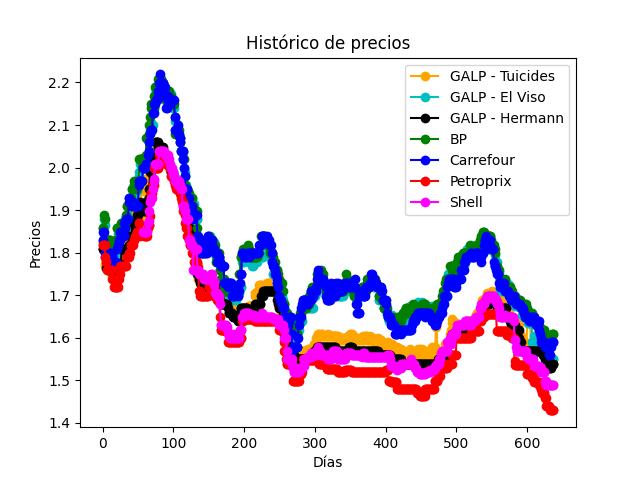 Histórico de precios
GALP - Tuicides
GALP - El Viso
GALP - Hermann
BP
Carrefour
Petroprix
Shell
Precios
2.2
2.1
2.0
1.9
1.8
1.7
1.6
1.5
1.4
0 100 200 300 400 500 600
Días